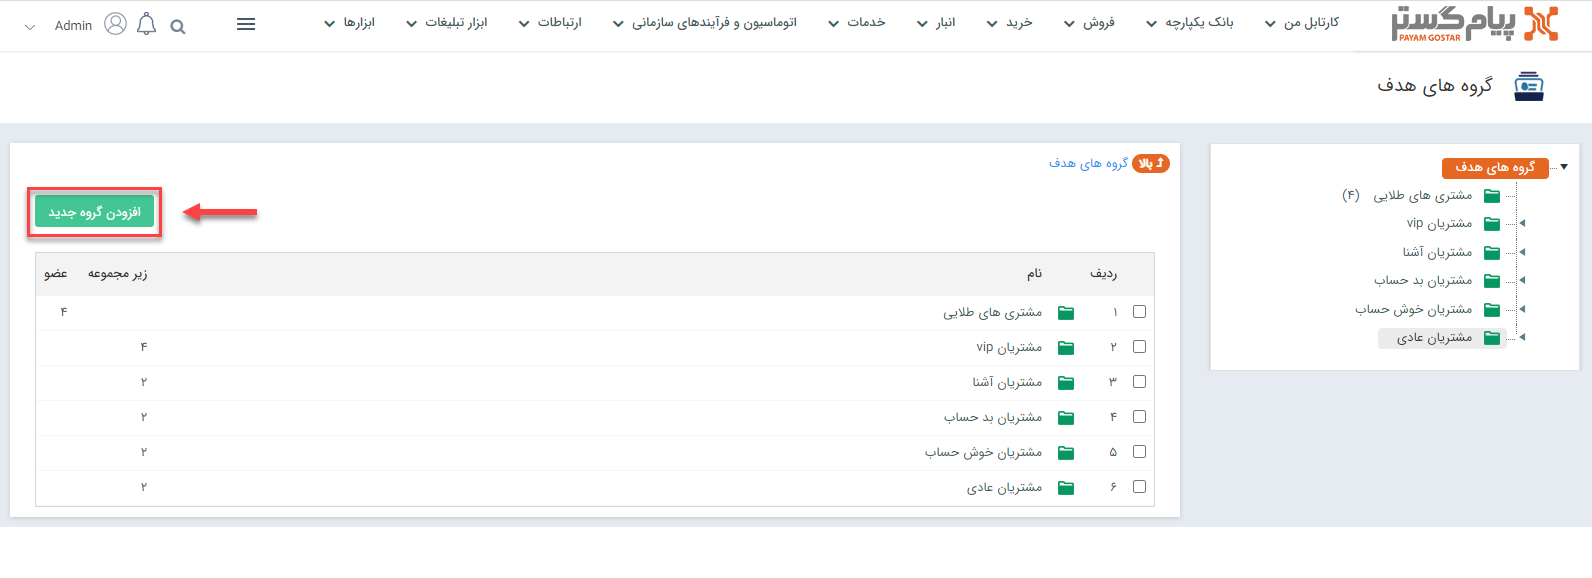 پیام گستر
PAYAM GOSTAR
کارتابل من
بانک یکپارچه
فروش
خرید
انبار
خدمات
اتوماسیون و فرآیندهای سازمانی
ارتباطات
ابزار تبلیغات
ابزارها
Admin
گروه های هدف
گروه های هدف
مشتری های طلایی (۴)
مشتریان vip
مشتریان آشنا
مشتریان بد حساب
مشتریان خوش حساب
مشتریان عادی
بالا گروه های هدف
افزودن گروه جدید
ردیف نام زیر مجموعه عضو
۱ مشتری های طلایی ۴
۲ مشتریان vip ۴
۳ مشتریان آشنا ۲
۴ مشتریان بد حساب ۲
۵ مشتریان خوش حساب ۲
۶ مشتریان عادی ۲